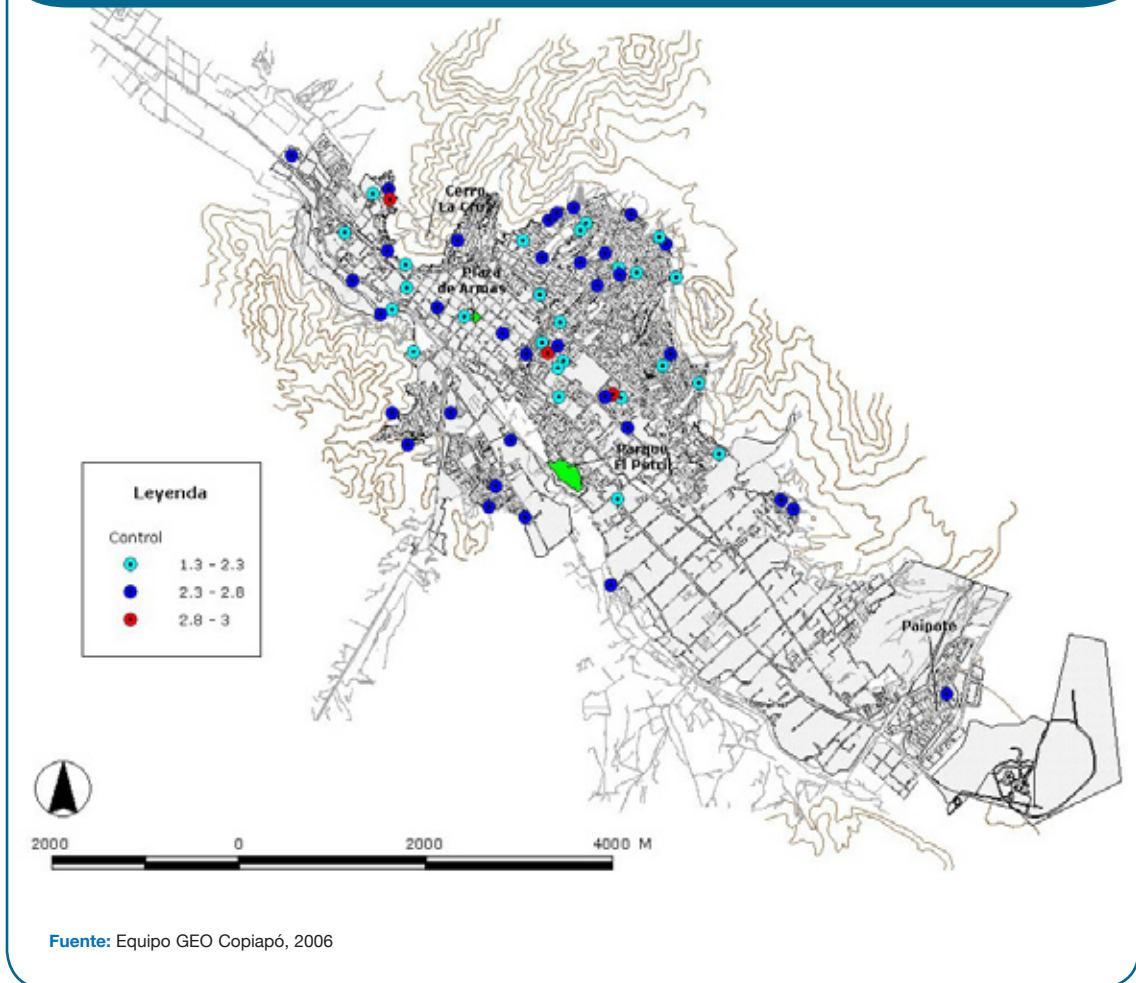 Cerro
La Cruz
Plaza
de Armas
Parque
El Pretil
Leyenda
Control
1.3 - 2.3
2.3 - 2.8
2.8 - 3
Paipote
2000 0 2000 4000 M
Fuente: Equipo GEO Copiapó, 2006